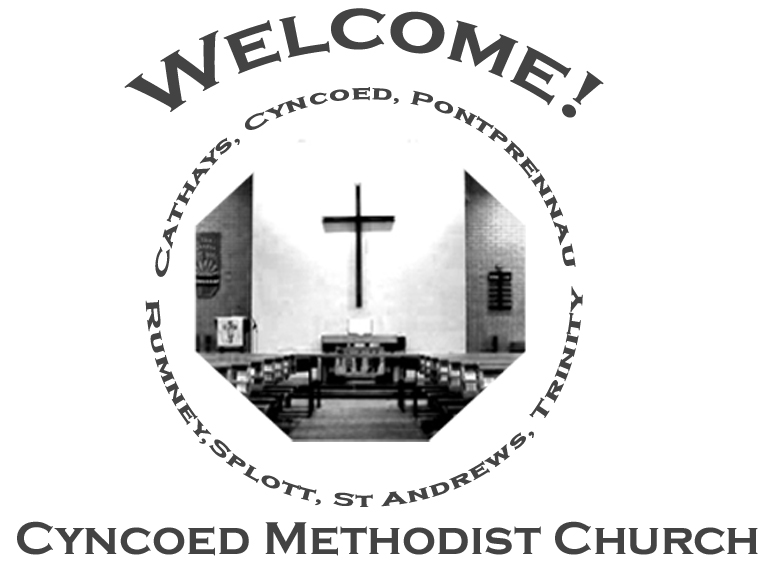 WELCOME!
CATHAYS, CYNCOED, PONTPRENNAU
RUMNEY,SPLOTT, ST ANDREWS, TRINITY
CYNCOED METHODIST CHURCH